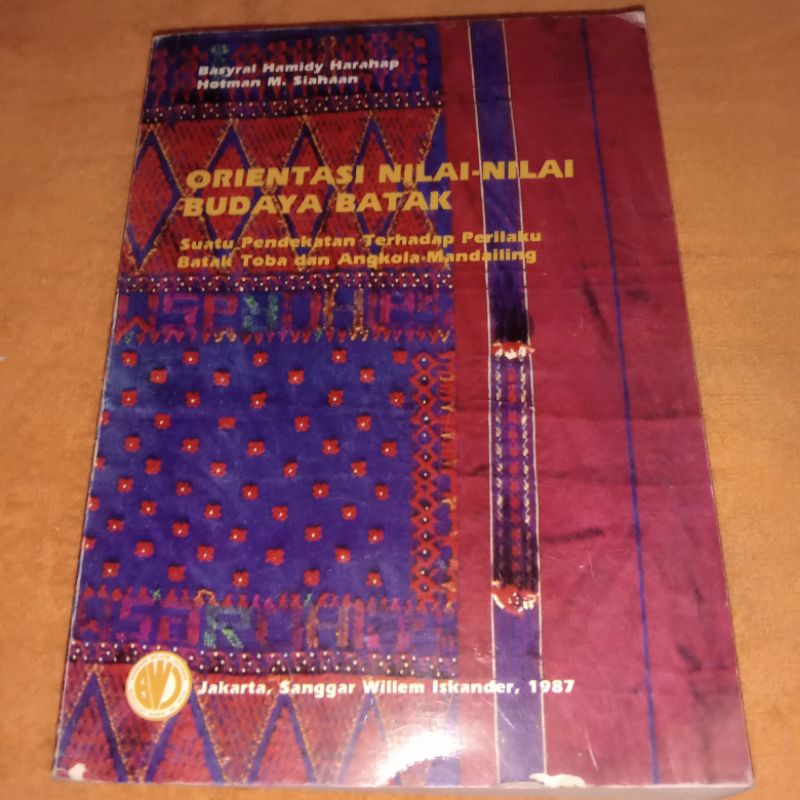 Basyral Hamidy Harahap
Hotman M. Siahaan
ORIENTASI NILAI-NILAI
BUDAYA BATAK
Suatu Pendekatan Terhadap Perilaku
Batak Toba dan Angkola-Mandailing
Jakarta, Sanggar Willem Iskander, 1987